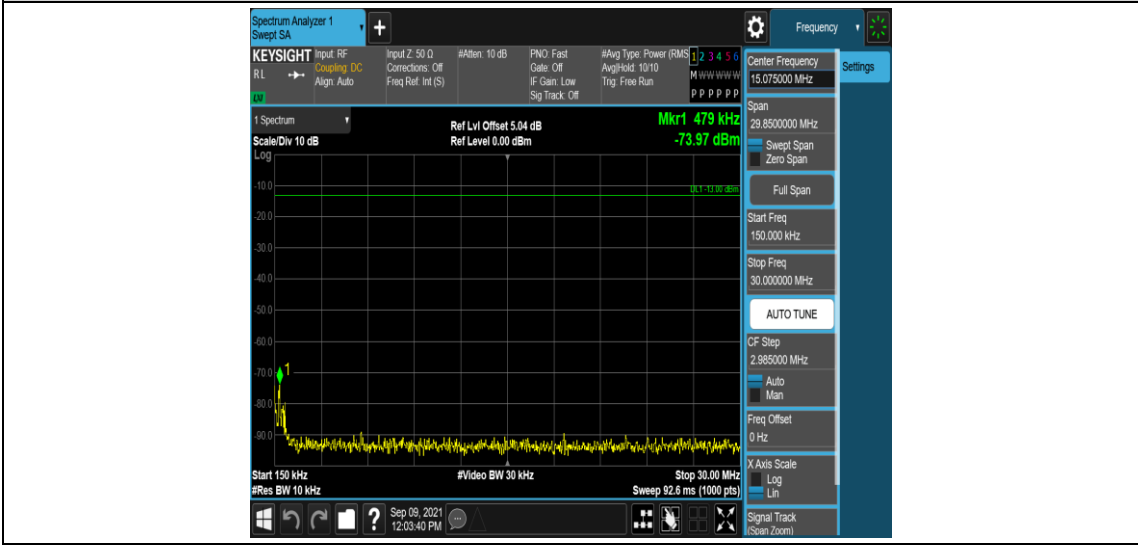 Spectrum Analyzer 1
Swept SA
+
Frequency
KEYSIGHT
RL
Input: RF
Coupling: DC
Align: Auto
Input Z: 50 Ω
Corrections: Off
Freq Ref: Int (S)
#Atten: 10 dB
PNO: Fast
Gate: Off
IF Gain: Low
Sig Track: Off
#Avg Type: Power (RMS
Avg|Hold: 10/10
Trig: Free Run
1 2 3 4 5 6
M W W W W W
P P P P P P
1 Spectrum
Scale/Div 10 dB
Log
Ref Lvl Offset 5.04 dB
Ref Level 0.00 dBm
Mkr1 479 kHz
-73.97 dBm
DL1 -13.00 dBm
-10.0
-20.0
-30.0
-40.0
-50.0
-60.0
-70.0
1
-80.0
-90.0
Start 150 kHz
#Res BW 10 kHz
#Video BW 30 kHz
Stop 30.00 MHz
Sweep 92.6 ms (1000 pts)
Center Frequency
15.075000 MHz
Settings
Span
29.8500000 MHz
Swept Span
Zero Span
Full Span
Start Freq
150.000 kHz
Stop Freq
30.000000 MHz
AUTO TUNE
CF Step
2.985000 MHz
Auto
Man
Freq Offset
0 Hz
X Axis Scale
Log
Lin
Signal Track
(Span Zoom)
?
Sep 09, 2021
12:03:40 PM